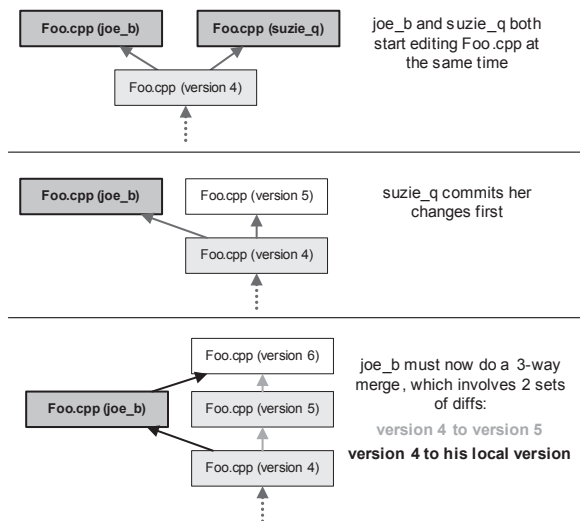 Foo.cpp (joe_b)
Foo.cpp (suzie_q)
Foo.cpp (version 4)
joe_b and suzie_q both
start editing Foo.cpp at
the same time
Foo.cpp (joe_b)
Foo.cpp (version 5)
Foo.cpp (version 4)
suzie_q commits her
changes first
Foo.cpp (version 6)
Foo.cpp (joe_b)
Foo.cpp (version 5)
Foo.cpp (version 4)
joe_b must now do a 3-way
merge, which involves 2 sets
of diffs:
version 4 to version 5
version 4 to his local version